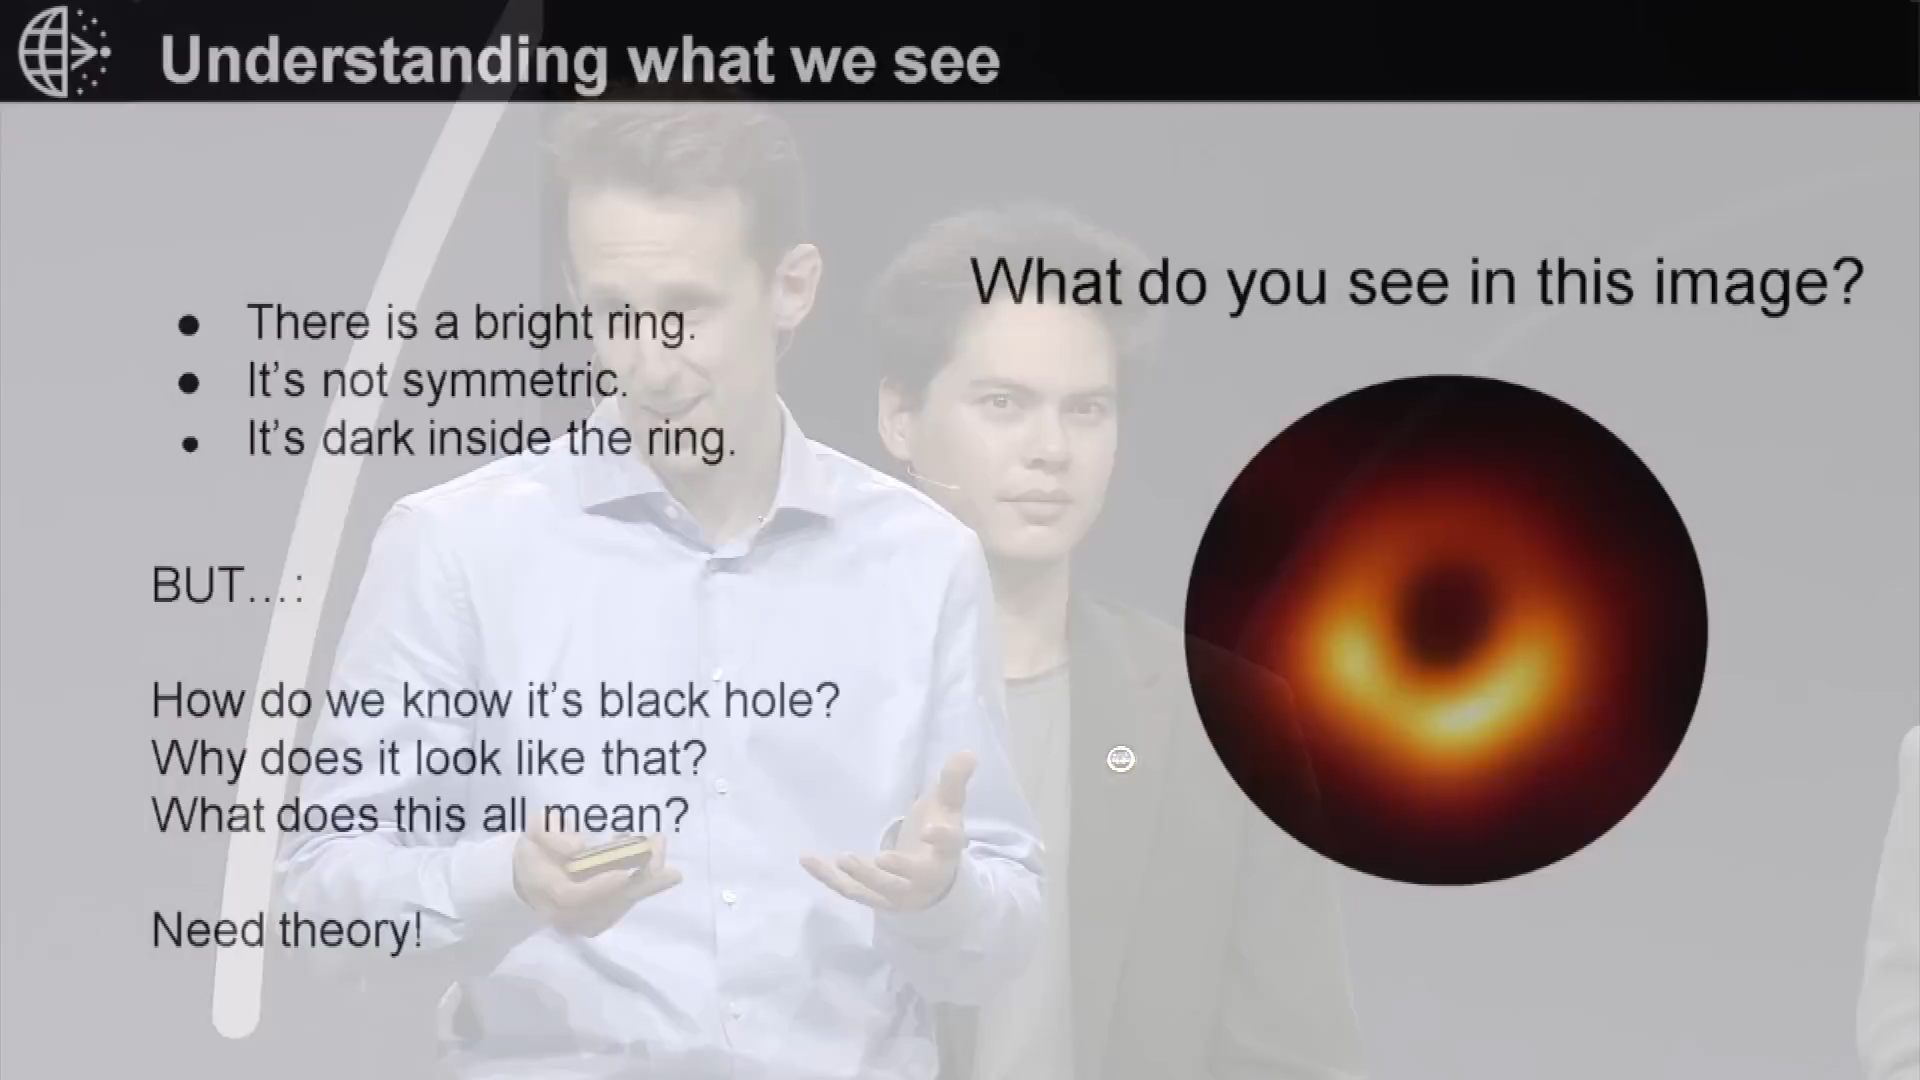 Understanding what we see
What do you see in this image?
There is a bright ring.
It's not symmetric.
It's dark inside the ring.
BUT...:
How do we know it's black hole?
Why does it look like that?
What does this all mean?
Need theory!